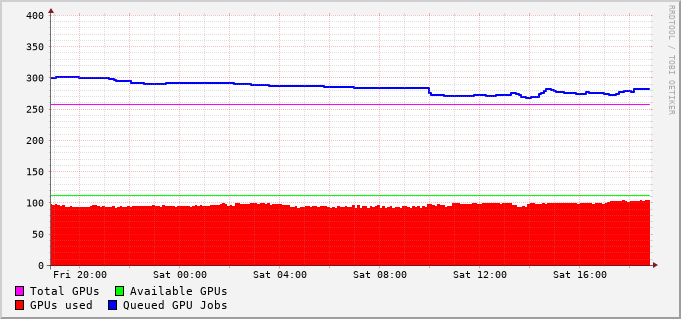 400
350
300
250
200
150
100
50
0
Fri 20:00 Sat 00:00 Sat 04:00 Sat 08:00 Sat 12:00 Sat 16:00
Total GPUs Available GPUs
GPUs used Queued GPU Jobs
RRDTOOL / TOBI OETIKER